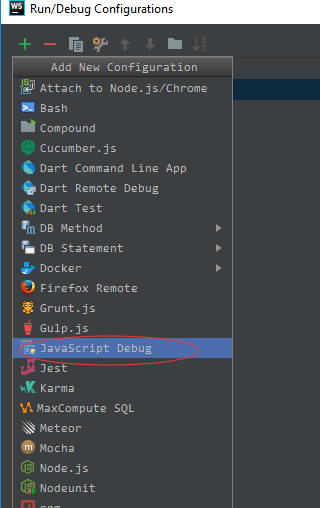 WS Run/Debug Configurations
Add New Configuration
Attach to Node.js/Chrome
Bash
Compound
Cucumber.js
Dart Command Line App
Dart Remote Debug
Dart Test
DB Method
DB Statement
Docker
Firefox Remote
Grunt.js
Gulp.js
JavaScript Debug
Jest
Karma
MaxCompute SQL
Meteor
Mocha
Node.js
Nodeunit
npm